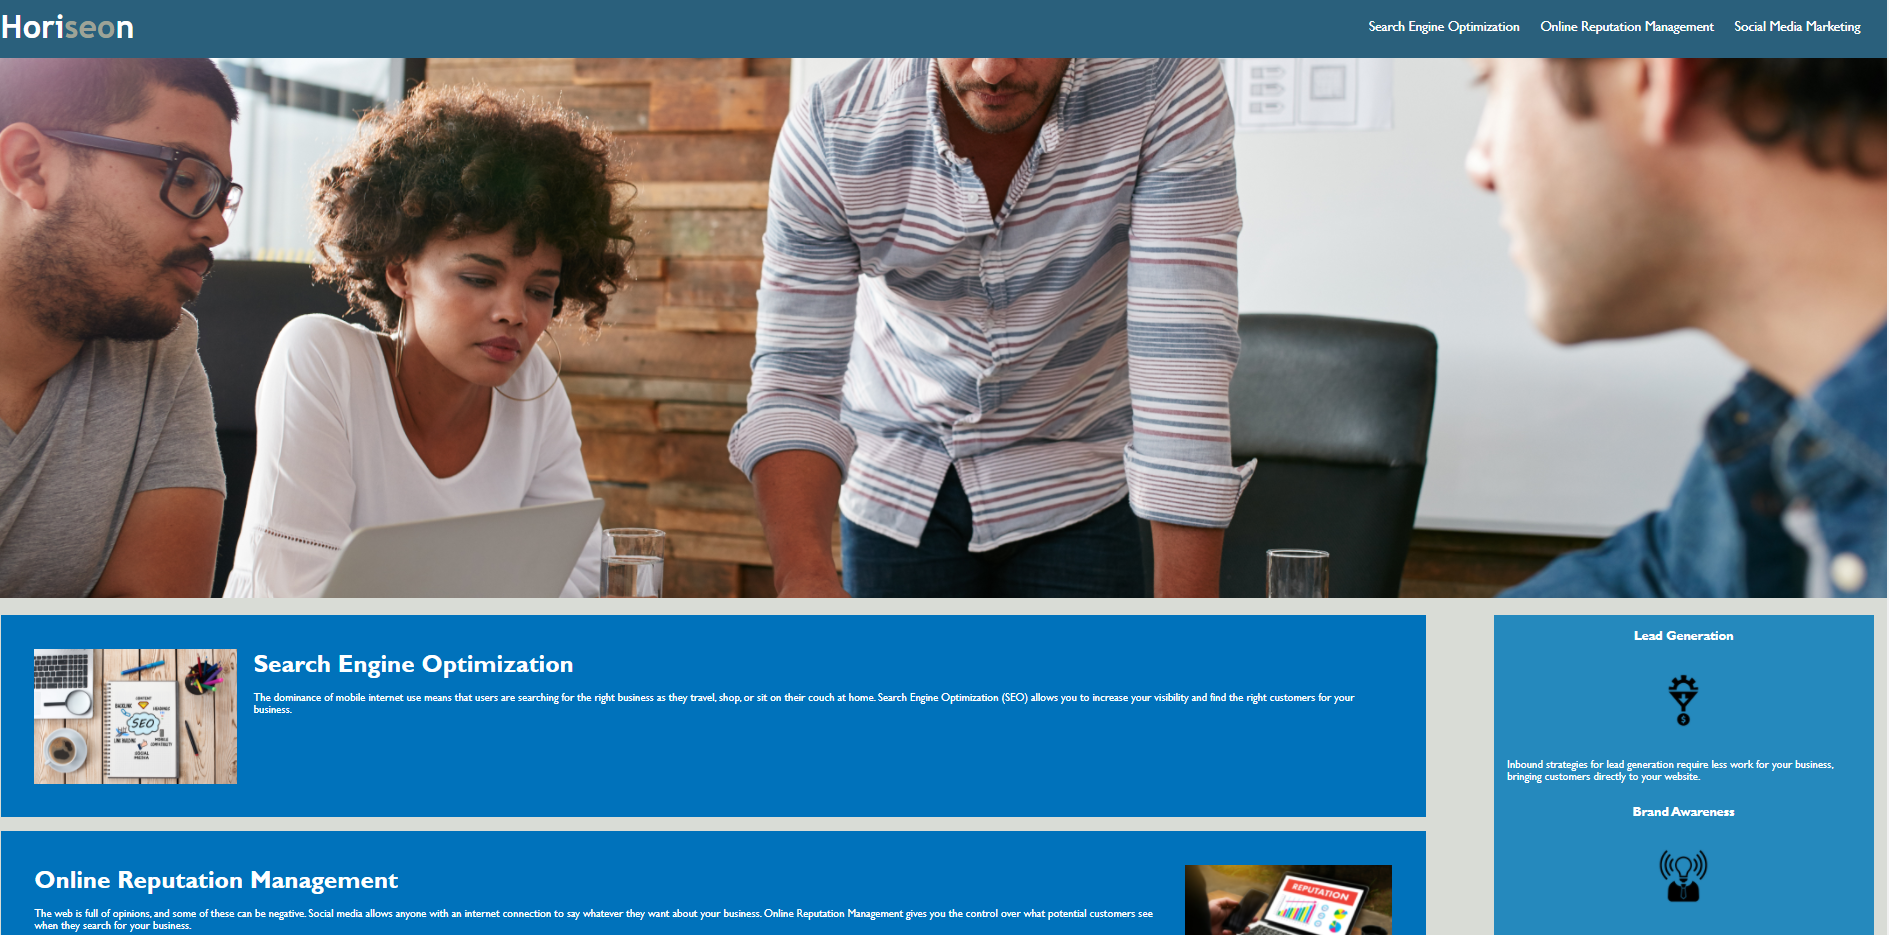 Horiseon
Search Engine Optimization
Online Reputation Management
Social Media Marketing
Search Engine Optimization
The dominance of mobile internet use means that users are searching for the right business as they travel, shop, or sit on their couch at home. Search Engine Optimization (SEO) allows you to increase your visibility and find the right customers for your
business.
SEO
Online Reputation Management
The web is full of opinions, and some of these can be negative. Social media allows anyone with an internet connection to say whatever they want about your business. Online Reputation Management gives you the control over what potential customers see
when they search for your business.
REPUTATION
Lead Generation
Inbound strategies for lead generation require less work for your business,
bringing customers directly to your website.
Brand Awareness